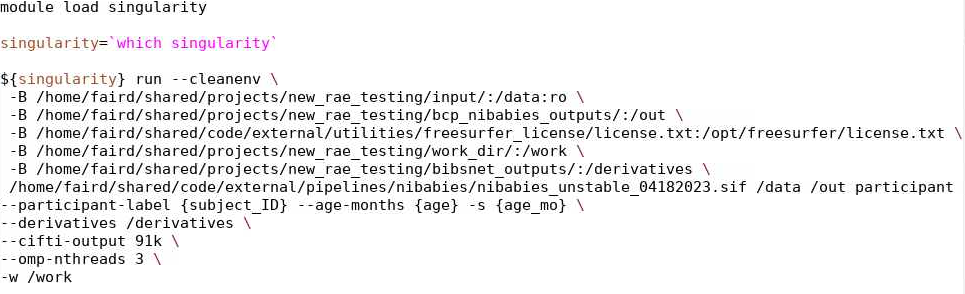 module load singularity
singularity=`which singularity`
${singularity} run --cleanenv \
-B /home/faird/shared/projects/new_rae_testing/input/:/data:ro \
-B /home/faird/shared/projects/new_rae_testing/bcp_nibabies_outputs/:/out \
-B /home/faird/shared/code/external/utilities/freesurfer_license/license.txt:/opt/freesurfer/license.txt \
-B /home/faird/shared/projects/new_rae_testing/work_dir/:/work \
-B /home/faird/shared/projects/new_rae_testing/bibsnet_outputs/:/derivatives \
/home/faird/shared/code/external/pipelines/nibabies/nibabies_unstable_04182023.sif /data /out participant
--participant-label {subject_ID} --age-months {age} -s {age_mo} \
--derivatives /derivatives \
--cifti-output 91k \
--omp-nthreads 3 \
-w /work